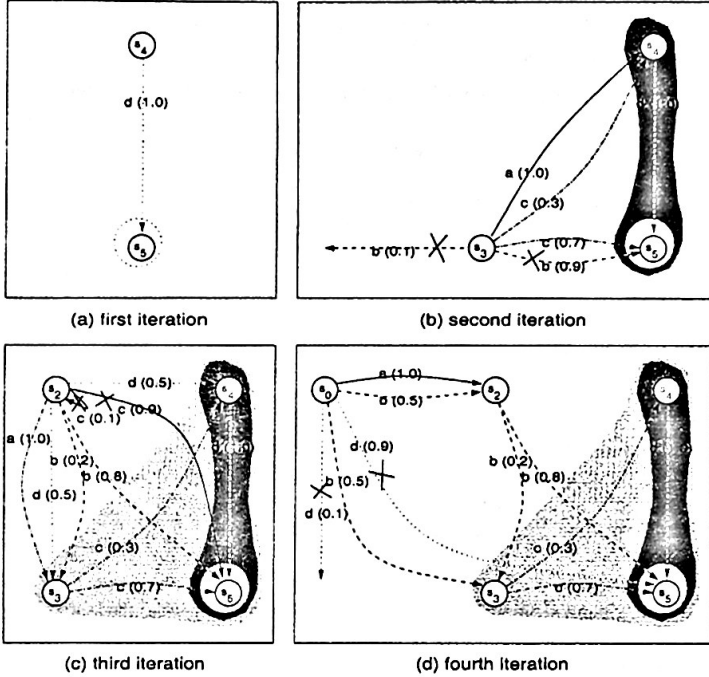 s4
d (1.0)
s5
(a) first iteration
s4
a (1.0)
c (0.3)
b (0.1)
s3
c (0.7)
b (0.9)
s5
(b) second iteration
s2
d (0.5)
s4
c (0.9)
c (0.1)
a (1.0)
b (0.2)
b (0.8)
d (0.5)
c (0.3)
s3
c (0.7)
s5
(c) third iteration
s0
a (1.0)
s2
s4
(0.5)
d (0.9)
b (0.2)
b (0.8)
b (0.5)
d (0.1)
c (0.3)
s3
(0.7)
s5
(d) fourth iteration